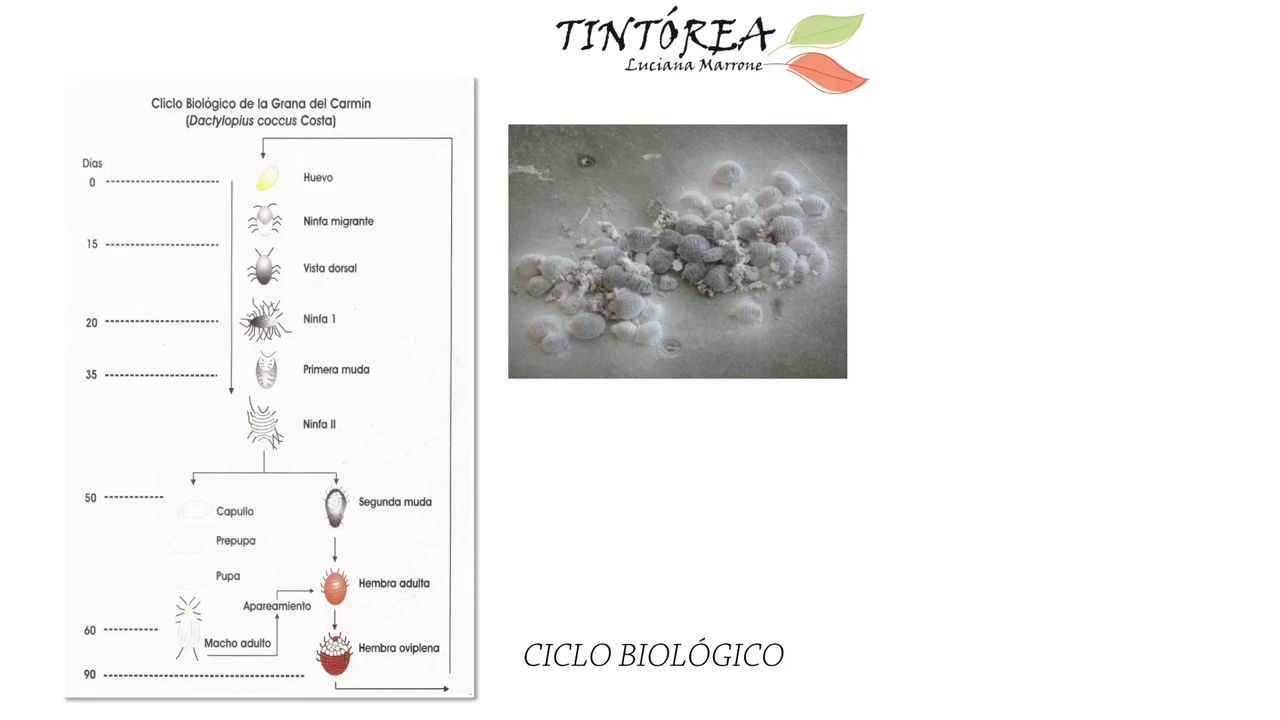 TINTÓREA
Luciana Marrone
Cliclo Biológico de la Grana del Carmín
(Dactylopius coccus Costa)
Días
0
Huevo
Ninfa migrante
15
Vista dorsal
20
Ninfa 1
35
Primera muda
Ninfa II
50
Segunda muda
Capullo
Prepupa
Pupa
Hembra adulta
Apareamiento
60
Macho adulto
Hembra oviplena
90
CICLO BIOLÓGICO